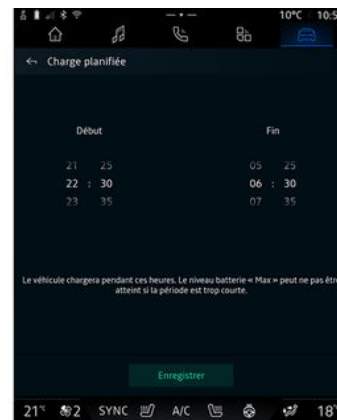 10°C 10:5
Charge planifiée
Début Fin
21 25 05 25
22 : 30 06 : 30
23 35 07 35
Le véhicule chargera pendant ces heures. Le niveau batterie « Max » peut ne pas être
atteint si la période est trop courte.
Enregistrer
21° 2 SYNC A/C 18°